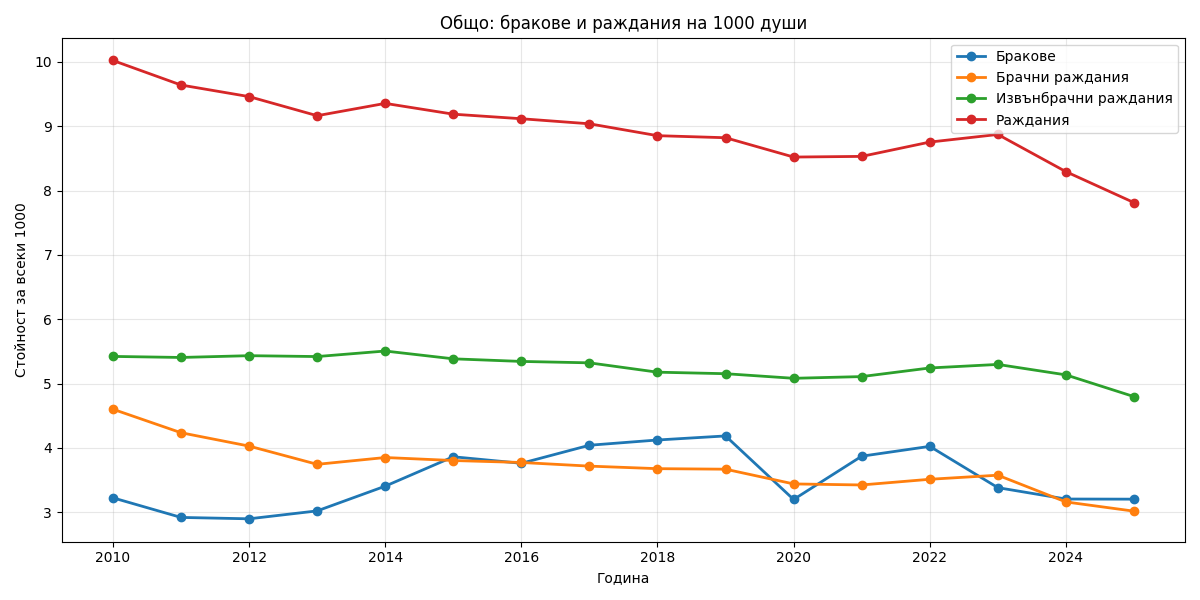 Общо: бракове и раждания на 1000 души
Бракове
Брачни раждания
Извънбрачни раждания
Раждания
Стойност за всеки 1000
10
9
8
7
6
5
4
3
2010 2012 2014 2016 2018 2020 2022 2024
Година